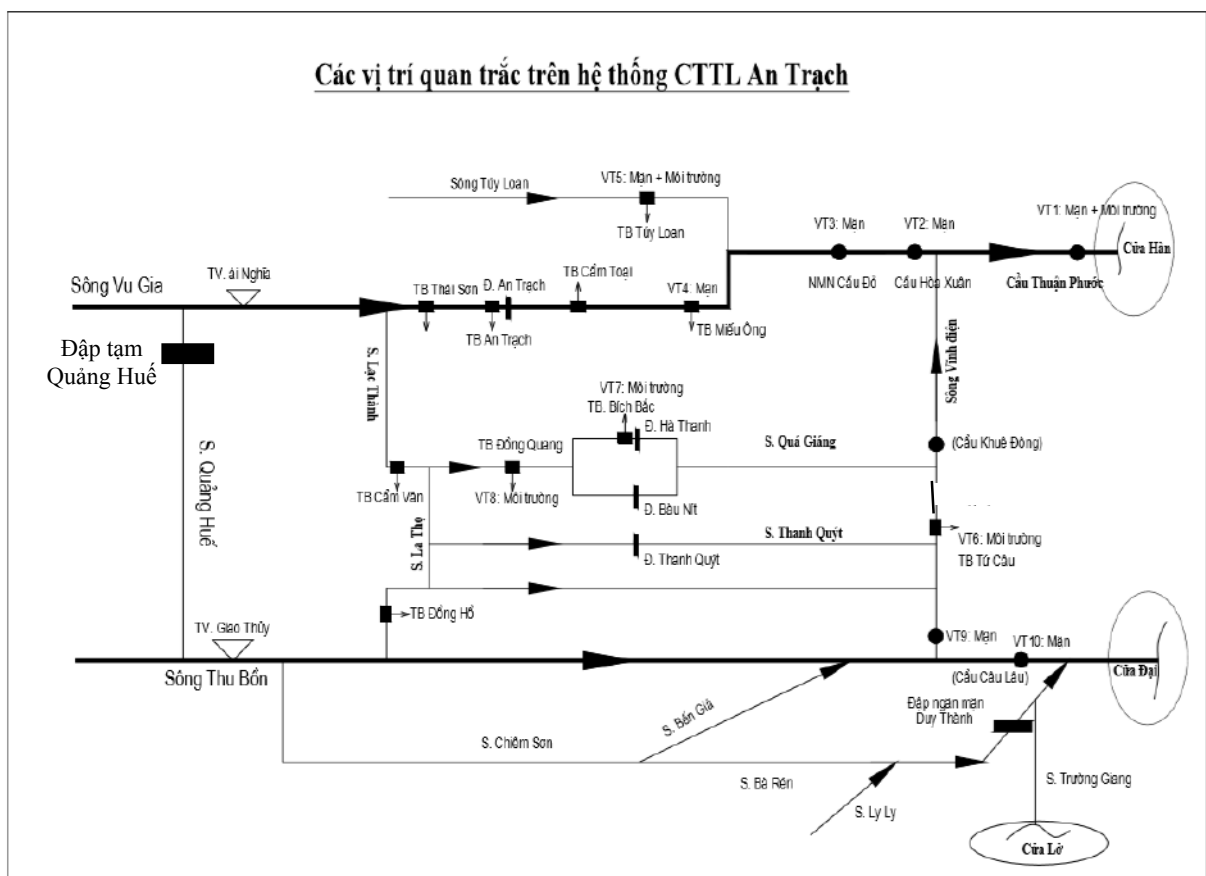 Các vị trí quan trắc trên hệ thống CTTL An Trạch
Sông Túy Loan
VT5: Mặn + Môi trường
TB Túy Loan
VT3: Mặn
VT2: Mặn
VT1: Mặn + Môi trường
Cửa Hàn
NMN Cầu Đỏ
Cầu Hòa Xuân
Cầu Thuận Phước
Sông Vu Gia
TV. ái Nghĩa
TB Thái Sơn
Đ. An Trạch
TB Cẩm Toại
VT4: Mặn
TB An Trạch
TB Miếu Ông
Đập tạm
Quảng Huế
S. Lạc Thành
Sông Vĩnh điện
VT7: Môi trường
TB. Bích Bắc
Đ. Hà Thanh
TB Đồng Quang
S. Quá Giáng
(Cầu Khuê Đông)
S. Quảng Huế
TB Cẩm Văn
VT8: Môi trường
Đ. Bàu Nít
S. La Thọ
S. Thanh Quýt
Đ. Thanh Quýt
VT6: Môi trường
TB Tứ Câu
TB Đồng Hồ
TV. Giao Thủy
VT9: Mặn
VT10: Mặn
Sông Thu Bồn
(Cầu Câu Lâu)
Cửa Đại
S. Bến Giá
Đập ngăn mặn
Duy Thành
S. Chiêm Sơn
S. Bà Rén
S. Trường Giang
S. Ly Ly
Cửa Lở